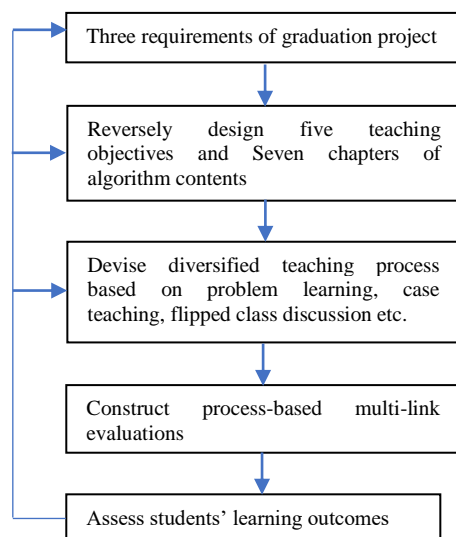 Three requirements of graduation project
Reversely design five teaching
objectives and Seven chapters of
algorithm contents
Devise diversified teaching process
based on problem learning, case
teaching, flipped class discussion etc.
Construct process-based multi-link
evaluations
Assess students’ learning outcomes